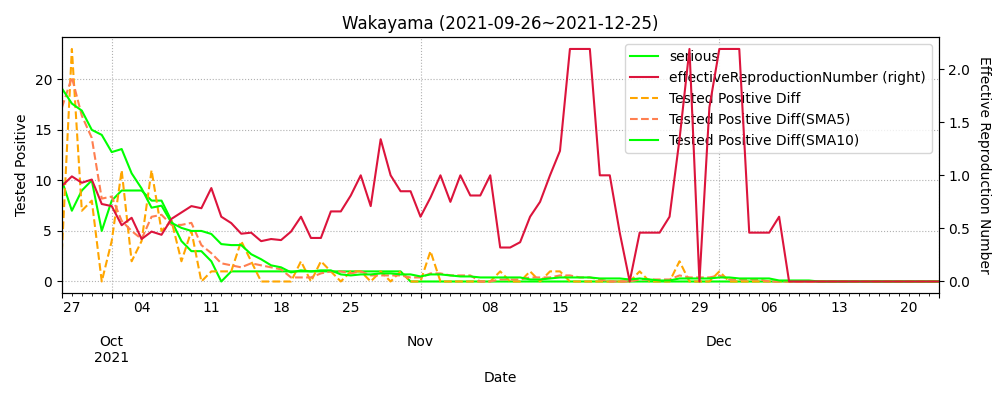 Wakayama (2021-09-26~2021-12-25)
serious
effectiveReproductionNumber (right)
Tested Positive Diff
Tested Positive Diff(SMA5)
Tested Positive Diff(SMA10)
Tested Positive
20
15
10
5
0
2.0
1.5
1.0
0.5
0.0
Effective Reproduction Number
27 04 11 18 25 08 15 22 29 06 13 20
Oct Nov Dec
2021
Date